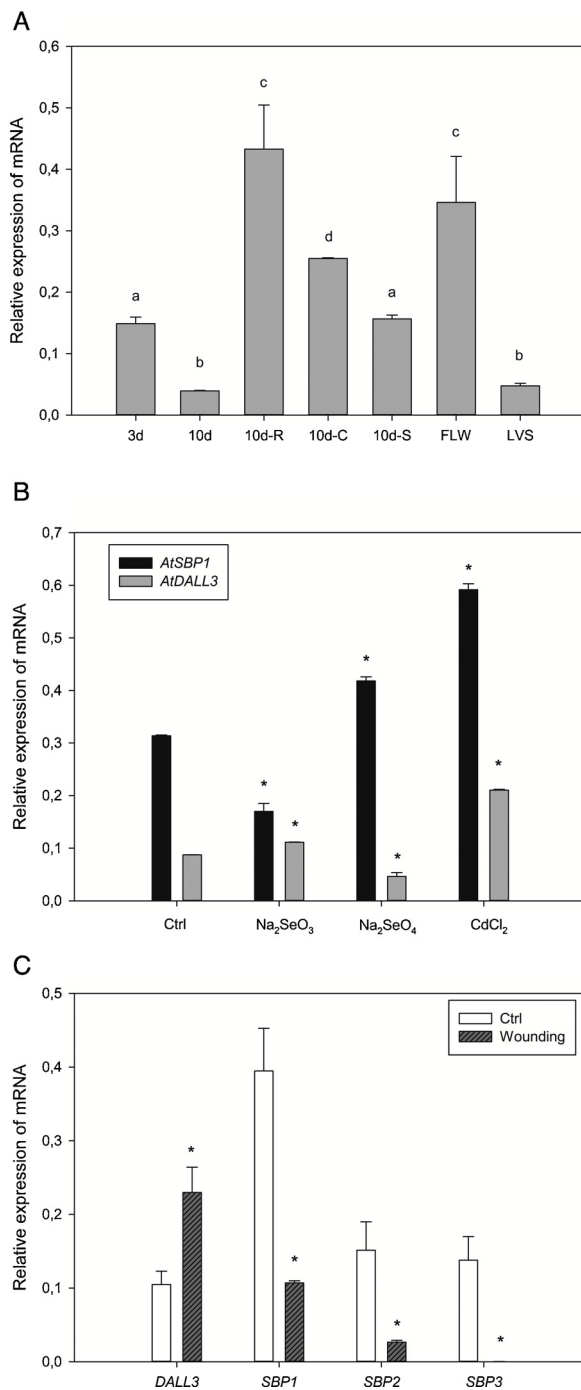 A
Relative expression of mRNA
0,6
0,5
0,4
0,3
0,2
0,1
0,0
a
b
c
d
a
c
b
3d 10d 10d-R 10d-C 10d-S FLW LVS
B
Relative expression of mRNA
0,7
0,6
0,5
0,4
0,3
0,2
0,1
0,0
AtSBP1
AtDALL3
*
*
*
*
*
*
Ctrl Na₂SeO₃ Na₂SeO₄ CdCl₂
C
Relative expression of mRNA
0,5
0,4
0,3
0,2
0,1
0,0
Ctrl
Wounding
*
*
*
*
DALL3 SBP1 SBP2 SBP3